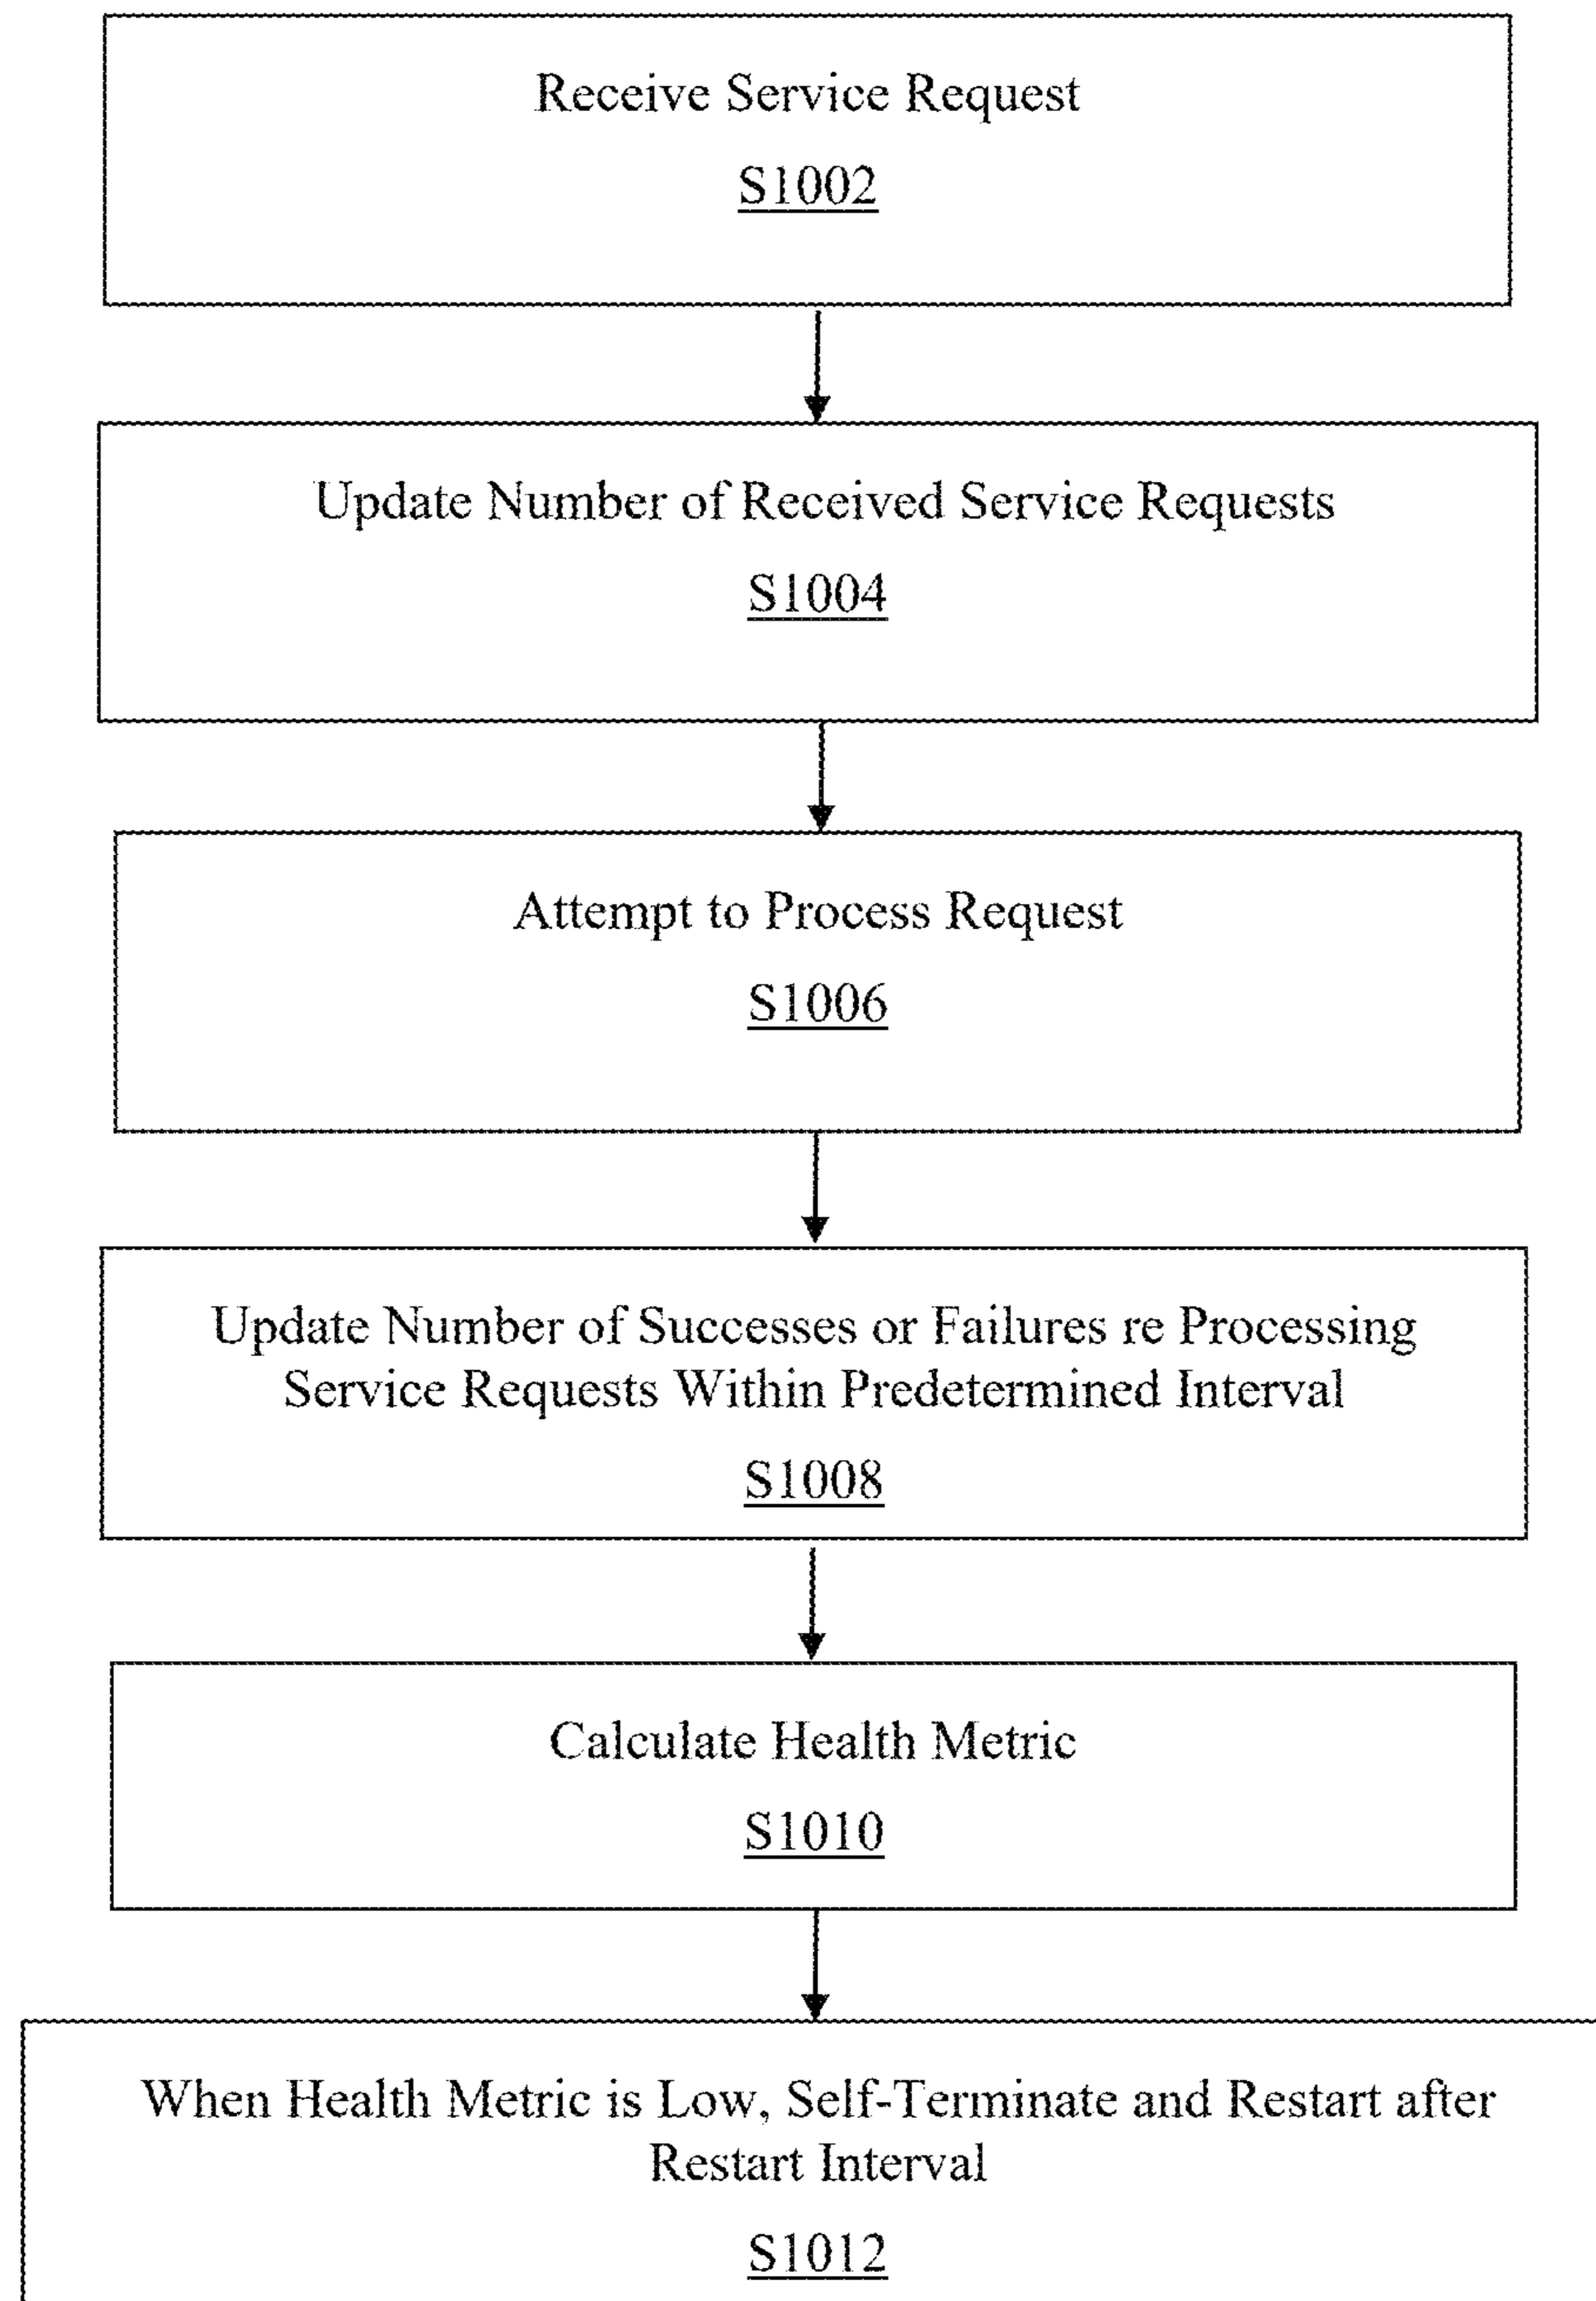 Receive Service Request
S1002
Update Number of Received Service Requests
S1004
Attempt to Process Request
S1006
Update Number of Successes or Failures re Processing
Service Requests Within Predetermined Interval
S1008
Calculate Health Metric
S1010
When Health Metric is Low, Self-Terminate and Restart after
Restart Interval
S1012